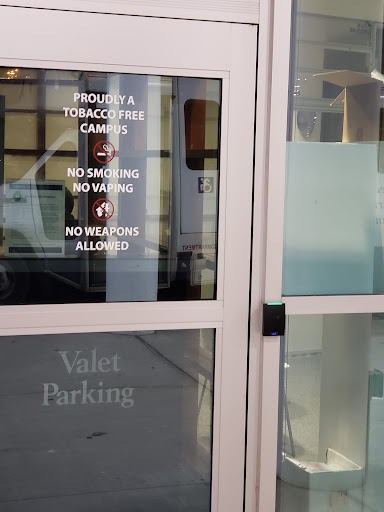 PROUDLY A
TOBACCO FREE
CAMPUS
NO SMOKING
NO VAPING
NO WEAPONS
ALLOWED
Valet
Parking